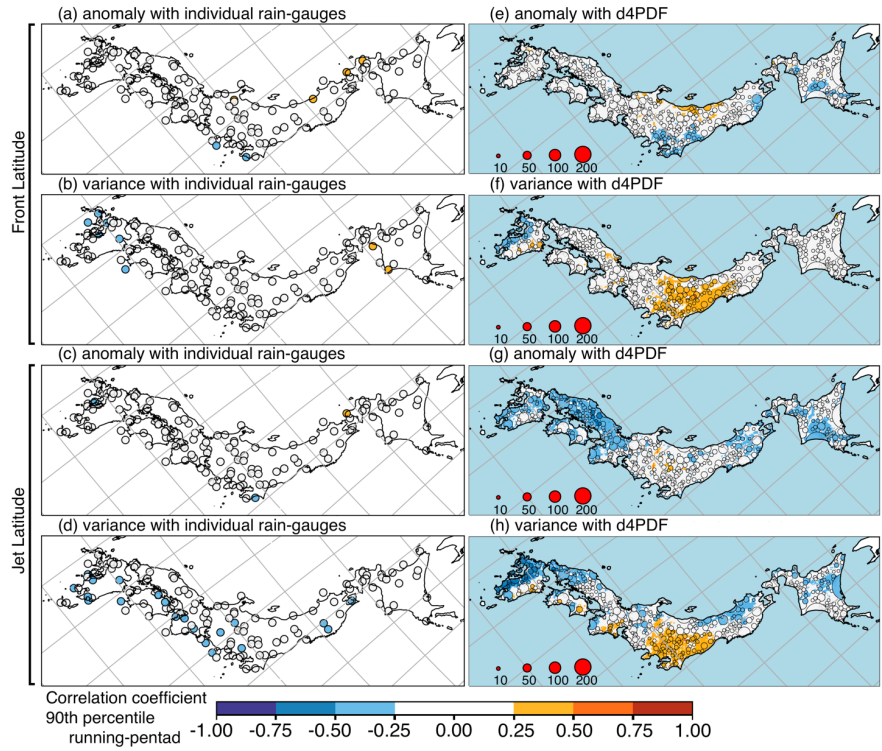 (a) anomaly with individual rain-gauges
(e) anomaly with d4PDF
10 50 100 200
(b) variance with individual rain-gauges
(f) variance with d4PDF
10 50 100 200
Front Latitude
(c) anomaly with individual rain-gauges
(g) anomaly with d4PDF
10 50 100 200
(d) variance with individual rain-gauges
(h) variance with d4PDF
10 50 100 200
Jet Latitude
Correlation coefficient
90th percentile
running-pentad
-1.00 -0.75 -0.50 -0.25 0.00 0.25 0.50 0.75 1.00